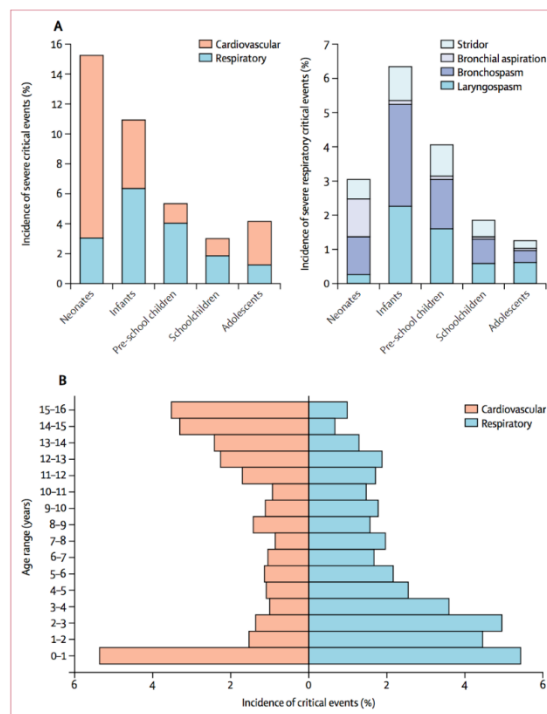 A
Cardiovascular
Respiratory
Incidence of severe critical events (%)
16
14
12
10
8
6
4
2
0
Neonates
Infants
Pre-school children
Schoolchildren
Adolescents
Stridor
Bronchial aspiration
Bronchospasm
Laryngospasm
Incidence of severe respiratory critical events (%)
7
6
5
4
3
2
1
0
Neonates
Infants
Pre-school children
Schoolchildren
Adolescents
B
Cardiovascular
Respiratory
Age range (years)
15–16
14–15
13–14
12–13
11–12
10–11
9–10
8–9
7–8
6–7
5–6
4–5
3–4
2–3
1–2
0–1
6 4 2 0 2 4 6
Incidence of critical events (%)